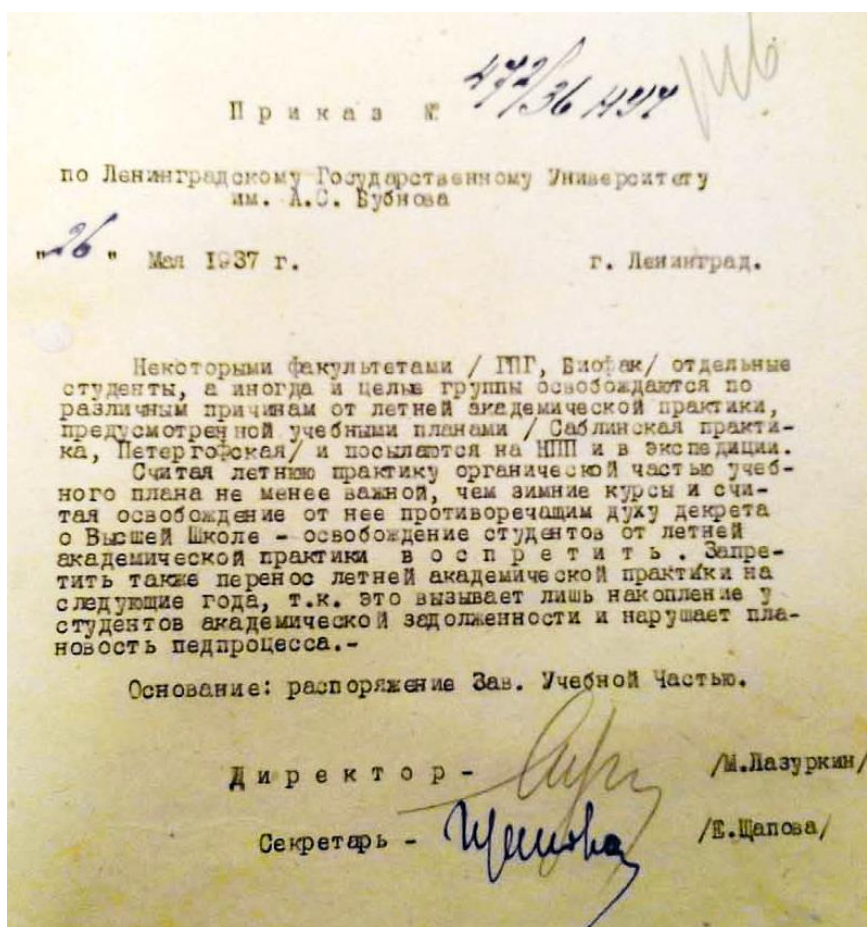 Приказ №
472/36
по Ленинградскому Государственному Университету
им. А.С. Бубнова
"26" Мая 1937 г. г. Ленинград.
Некоторыми факультетами / ГПГ, Биофак/ отдельные
студенты, а иногда и целые группы освобождаются по
различным причинам от летней академической практики,
предусмотренной учебными планами / Саблинская практи-
ка, Петергофская/ и посылаются на НПП и в экспедиции.
Считая летнюю практику органической частью учеб-
ного плана не менее важной, чем зимние курсы и счи-
тая освобождение от нее противоречащим духу декрета
о Высшей Школе - освобождение студентов от летней
академической практики воспретить. Запре-
тить также перенос летней академической практики на
следующие года, т.к. это вызывает лишь накопление у
студентов академической задолженности и нарушает пла-
новость педпроцесса.-
Основание: распоряжение Зав. Учебной Частью.
Директор - /М.Лазуркин/
Секретарь - Щапова /Е.Щапова/